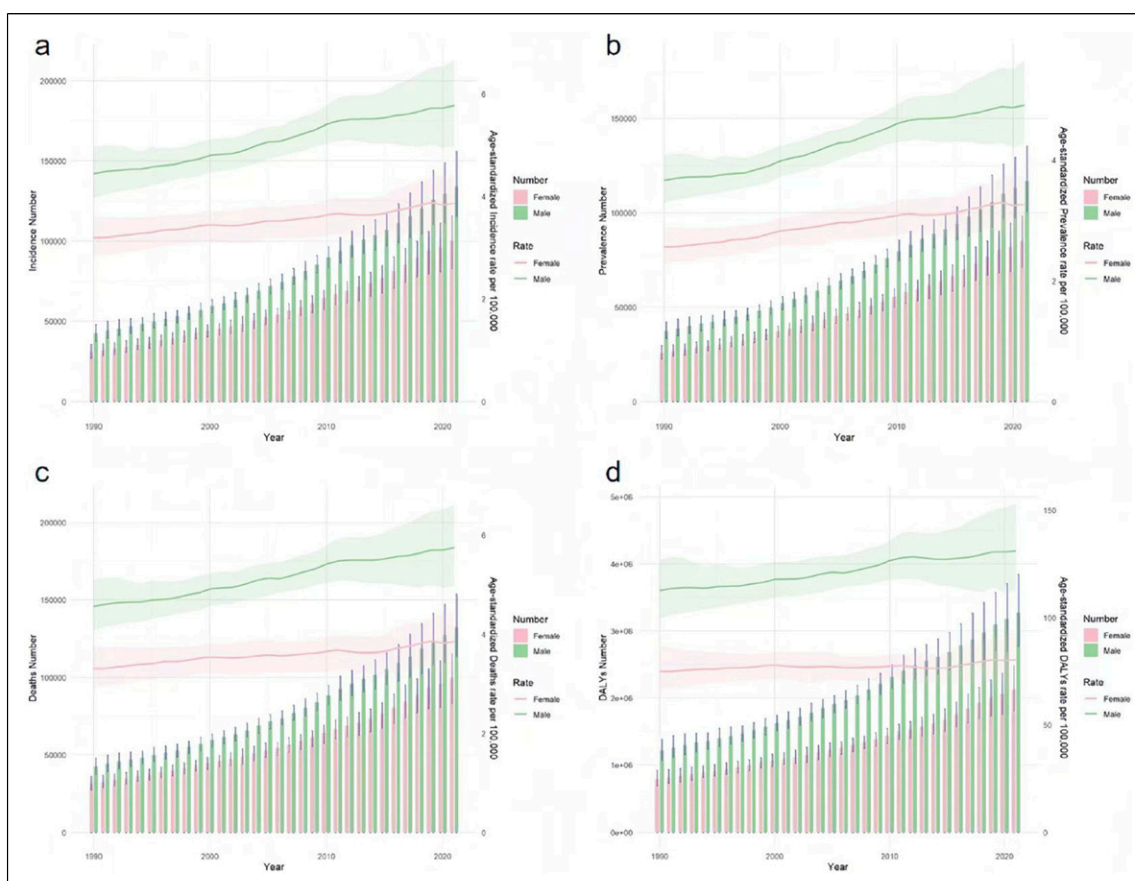 a
200000
150000
100000
50000
0
Incidence Number
1990
2000
2010
2020
Year
6
4
2
0
Age-standardized Incidence rate per 100,000
Number
Female
Male
Rate
Female
Male
b
150000
100000
50000
0
Prevalence Number
1990
2000
2010
2020
Year
4
2
0
Age-standardized Prevalence rate per 100,000
Number
Female
Male
Rate
Female
Male
c
200000
150000
100000
50000
0
Deaths Number
1990
2000
2010
2020
Year
6
4
2
0
Age-standardized Deaths rate per 100,000
Number
Female
Male
Rate
Female
Male
d
5e+06
4e+06
3e+06
2e+06
1e+06
0e+00
DALYs Number
1990
2000
2010
2020
Year
150
100
50
0
Age-standardized DALYs rate per 100,000
Number
Female
Male
Rate
Female
Male